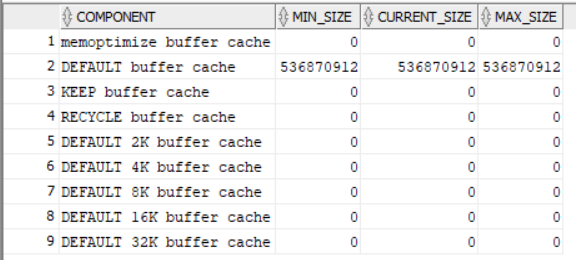 COMPONENT MIN_SIZE CURRENT_SIZE MAX_SIZE
1 memoptimize buffer cache 0 0 0
2 DEFAULT buffer cache 536870912 536870912 536870912
3 KEEP buffer cache 0 0 0
4 RECYCLE buffer cache 0 0 0
5 DEFAULT 2K buffer cache 0 0 0
6 DEFAULT 4K buffer cache 0 0 0
7 DEFAULT 8K buffer cache 0 0 0
8 DEFAULT 16K buffer cache 0 0 0
9 DEFAULT 32K buffer cache 0 0 0